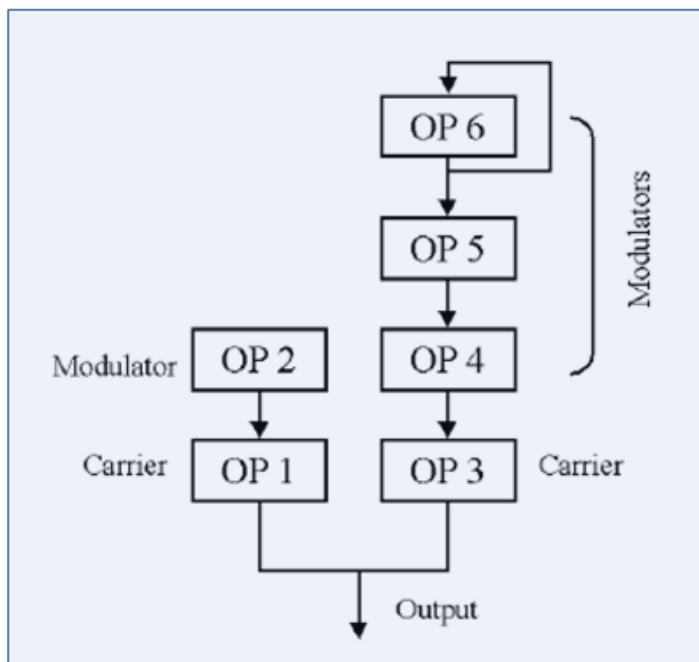 OP 6
OP 5
Modulators
Modulator
OP 2
OP 4
Carrier
OP 1
OP 3
Carrier
Output